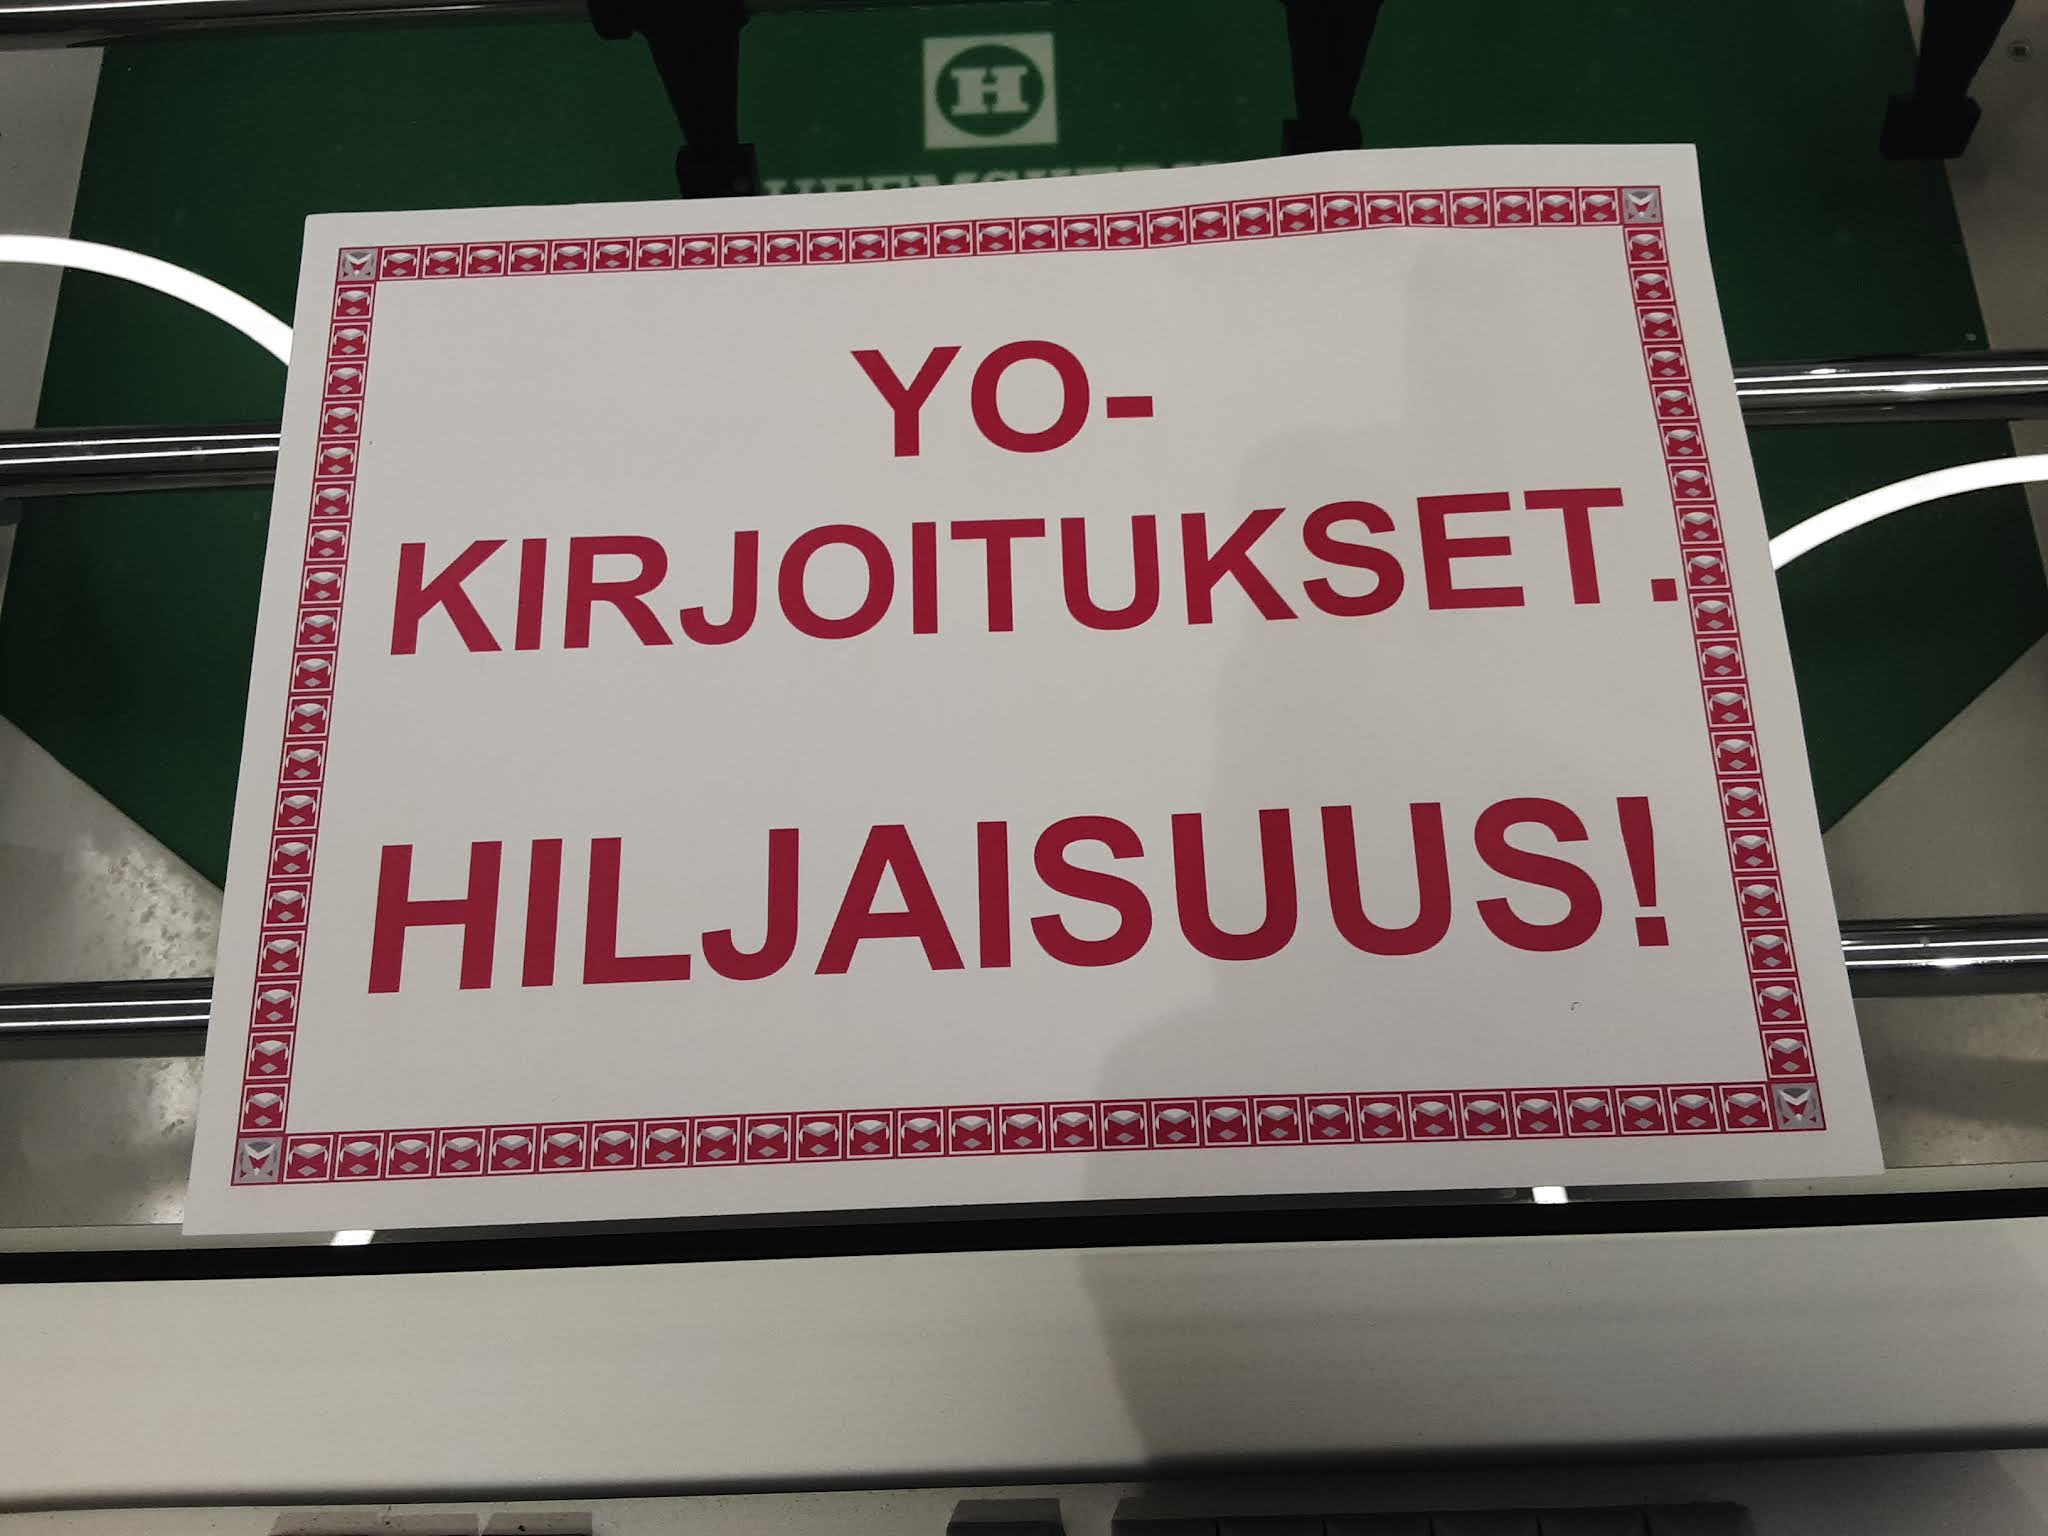 H
YO-
KIRJOITUKSET.
HILJAISUUS!